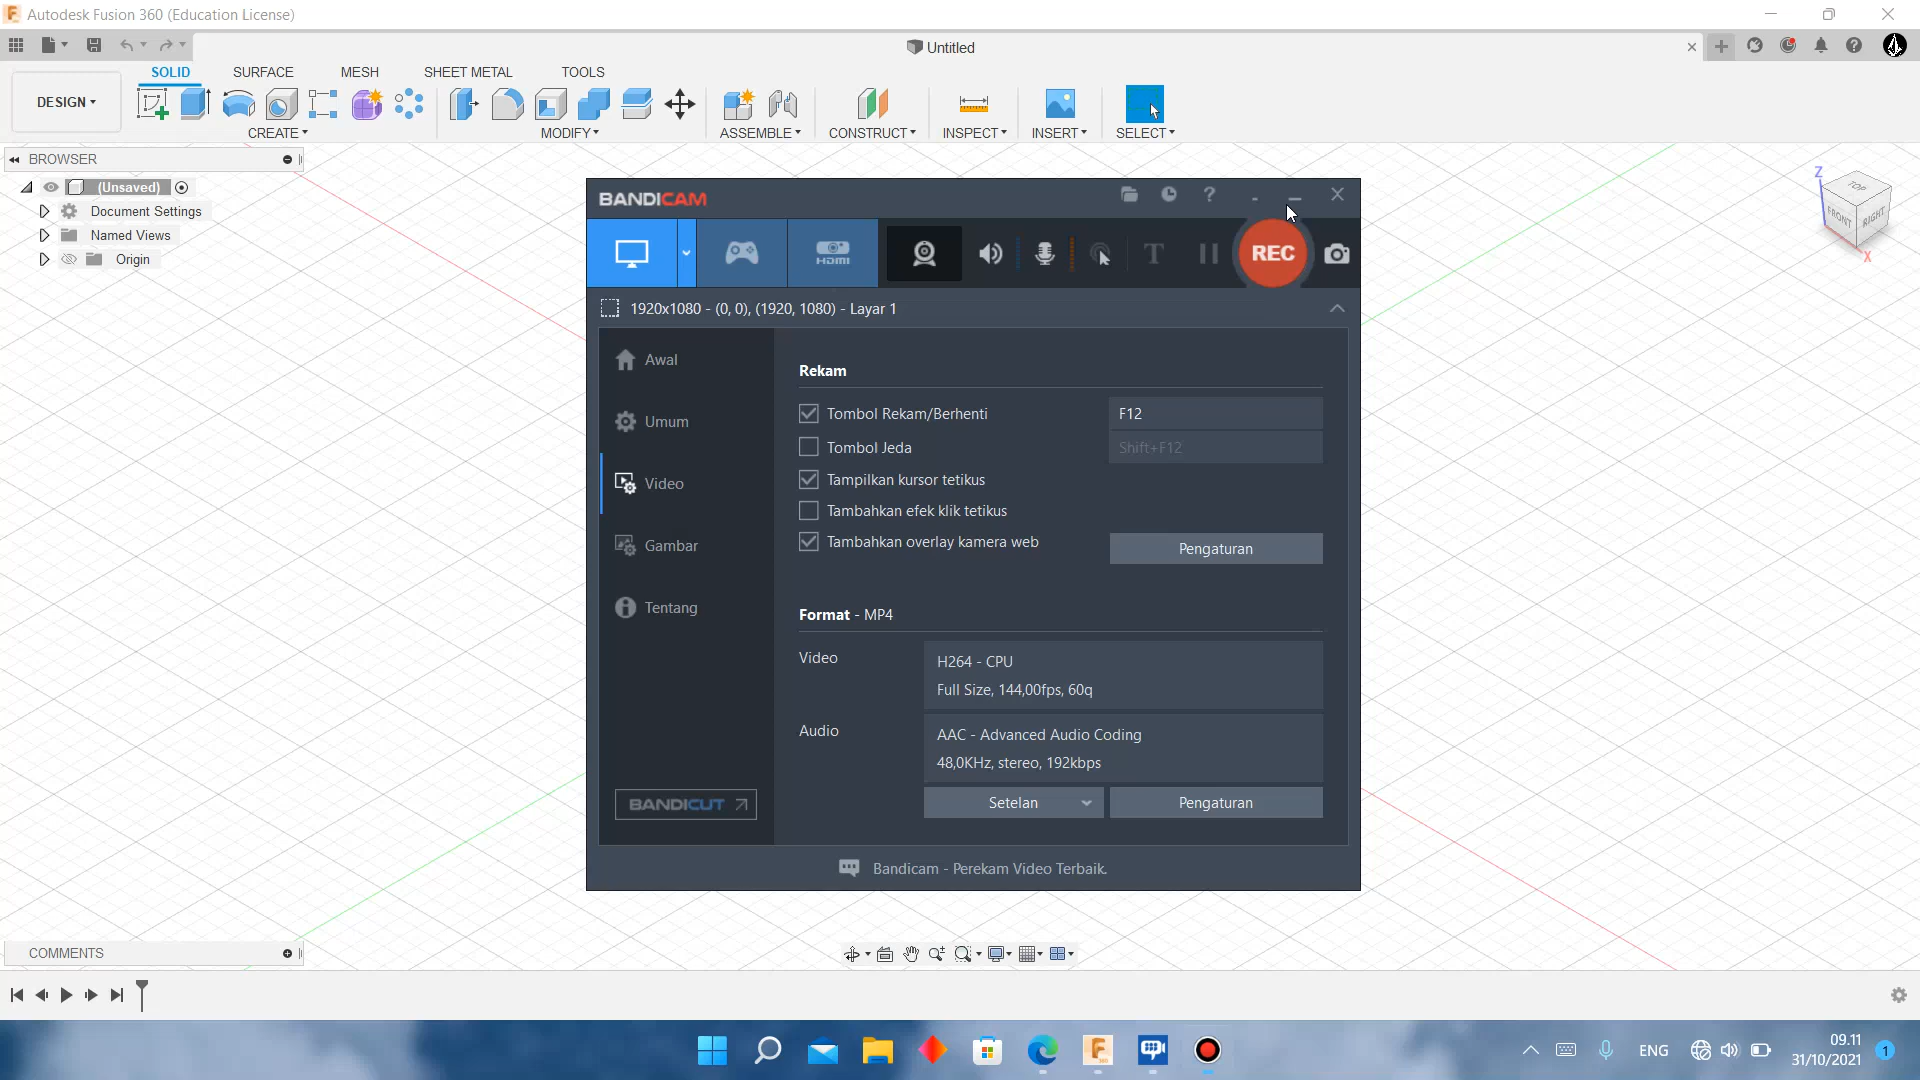 Autodesk Fusion 360 (Education License)
Untitled
SOLID SURFACE MESH SHEET METAL TOOLS
DESIGN
CREATE MODIFY ASSEMBLE CONSTRUCT INSPECT INSERT SELECT
BROWSER
(Unsaved)
Document Settings
Named Views
Origin
Z
TOP
FRONT
RIGHT
X
BANDICAM
HDMI
T
REC
1920x1080 - (0, 0), (1920, 1080) - Layar 1
Awal
Umum
Video
Gambar
Tentang
BANDICUT
Rekam
Tombol Rekam/Berhenti F12
Tombol Jeda Shift+F12
Tampilkan kursor tetikus
Tambahkan efek klik tetikus
Tambahkan overlay kamera web Pengaturan
Format - MP4
Video H264 - CPU
Full Size, 144,00fps, 60q
Audio AAC - Advanced Audio Coding
48,0KHz, stereo, 192kbps
Setelan Pengaturan
Bandicam - Perekam Video Terbaik.
COMMENTS
ENG
09.11
31/10/2021
1